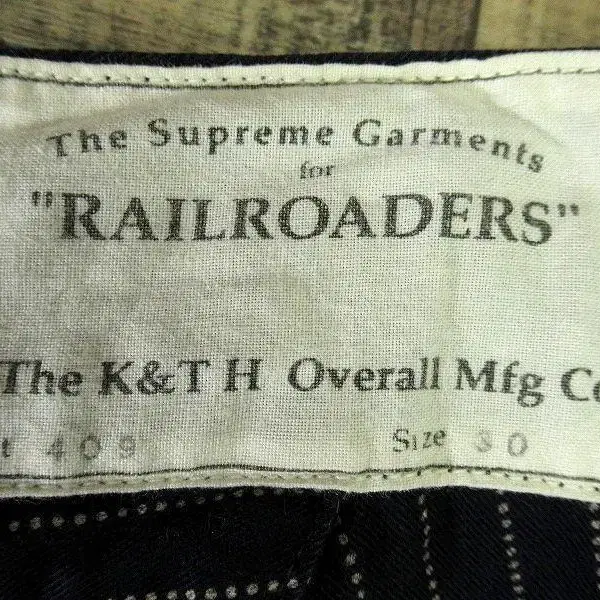 The Supreme Garments
for
"RAILROADERS"
The K&T H Overall Mfg Co
t 409 Size 30